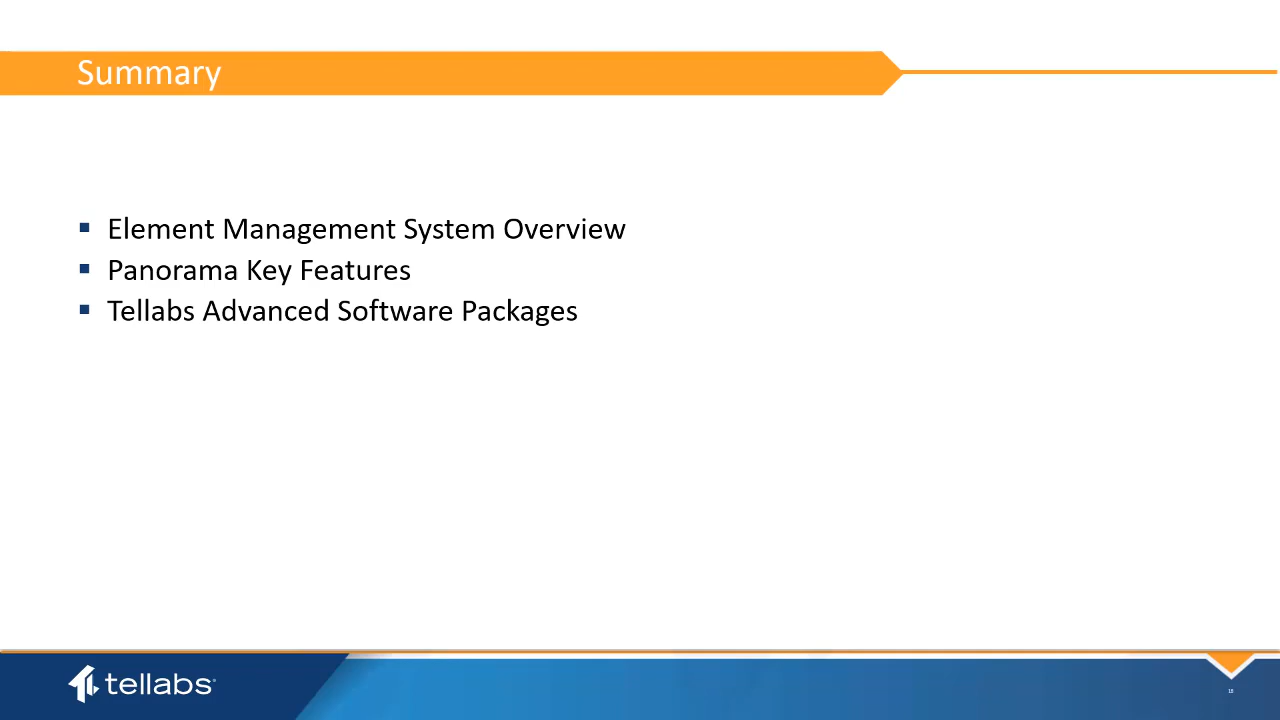 Summary
▪ Element Management System Overview
▪ Panorama Key Features
▪ Tellabs Advanced Software Packages
tellabs